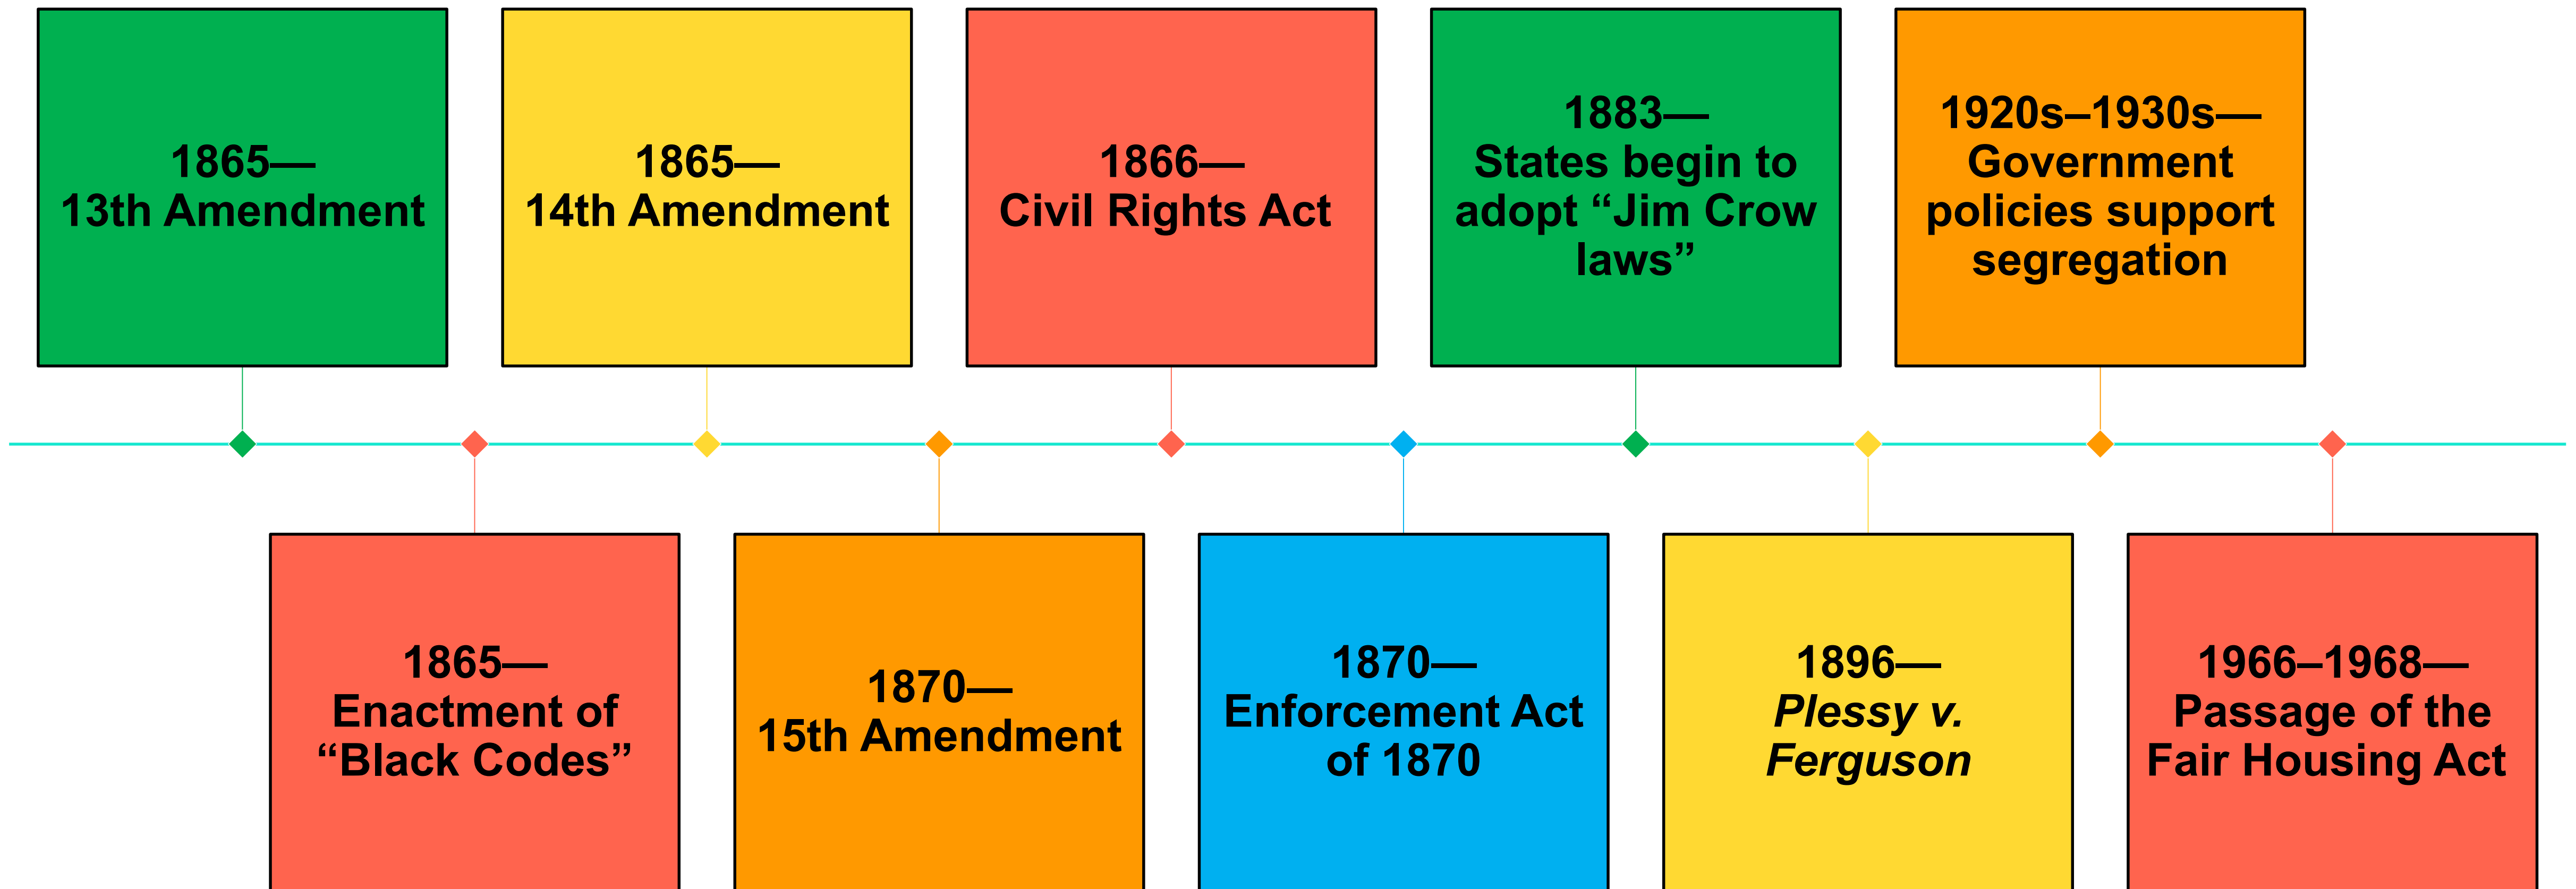 1865—
13th Amendment
1865—
Enactment of
“Black Codes”
1865—
14th Amendment
1870—
15th Amendment
1866—
Civil Rights Act
1870—
Enforcement Act
of 1870
1883—
States begin to
adopt “Jim Crow
laws”
1896—
Plessy v.
Ferguson
1920s–1930s—
Government
policies support
segregation
1966–1968—
Passage of the
Fair Housing Act